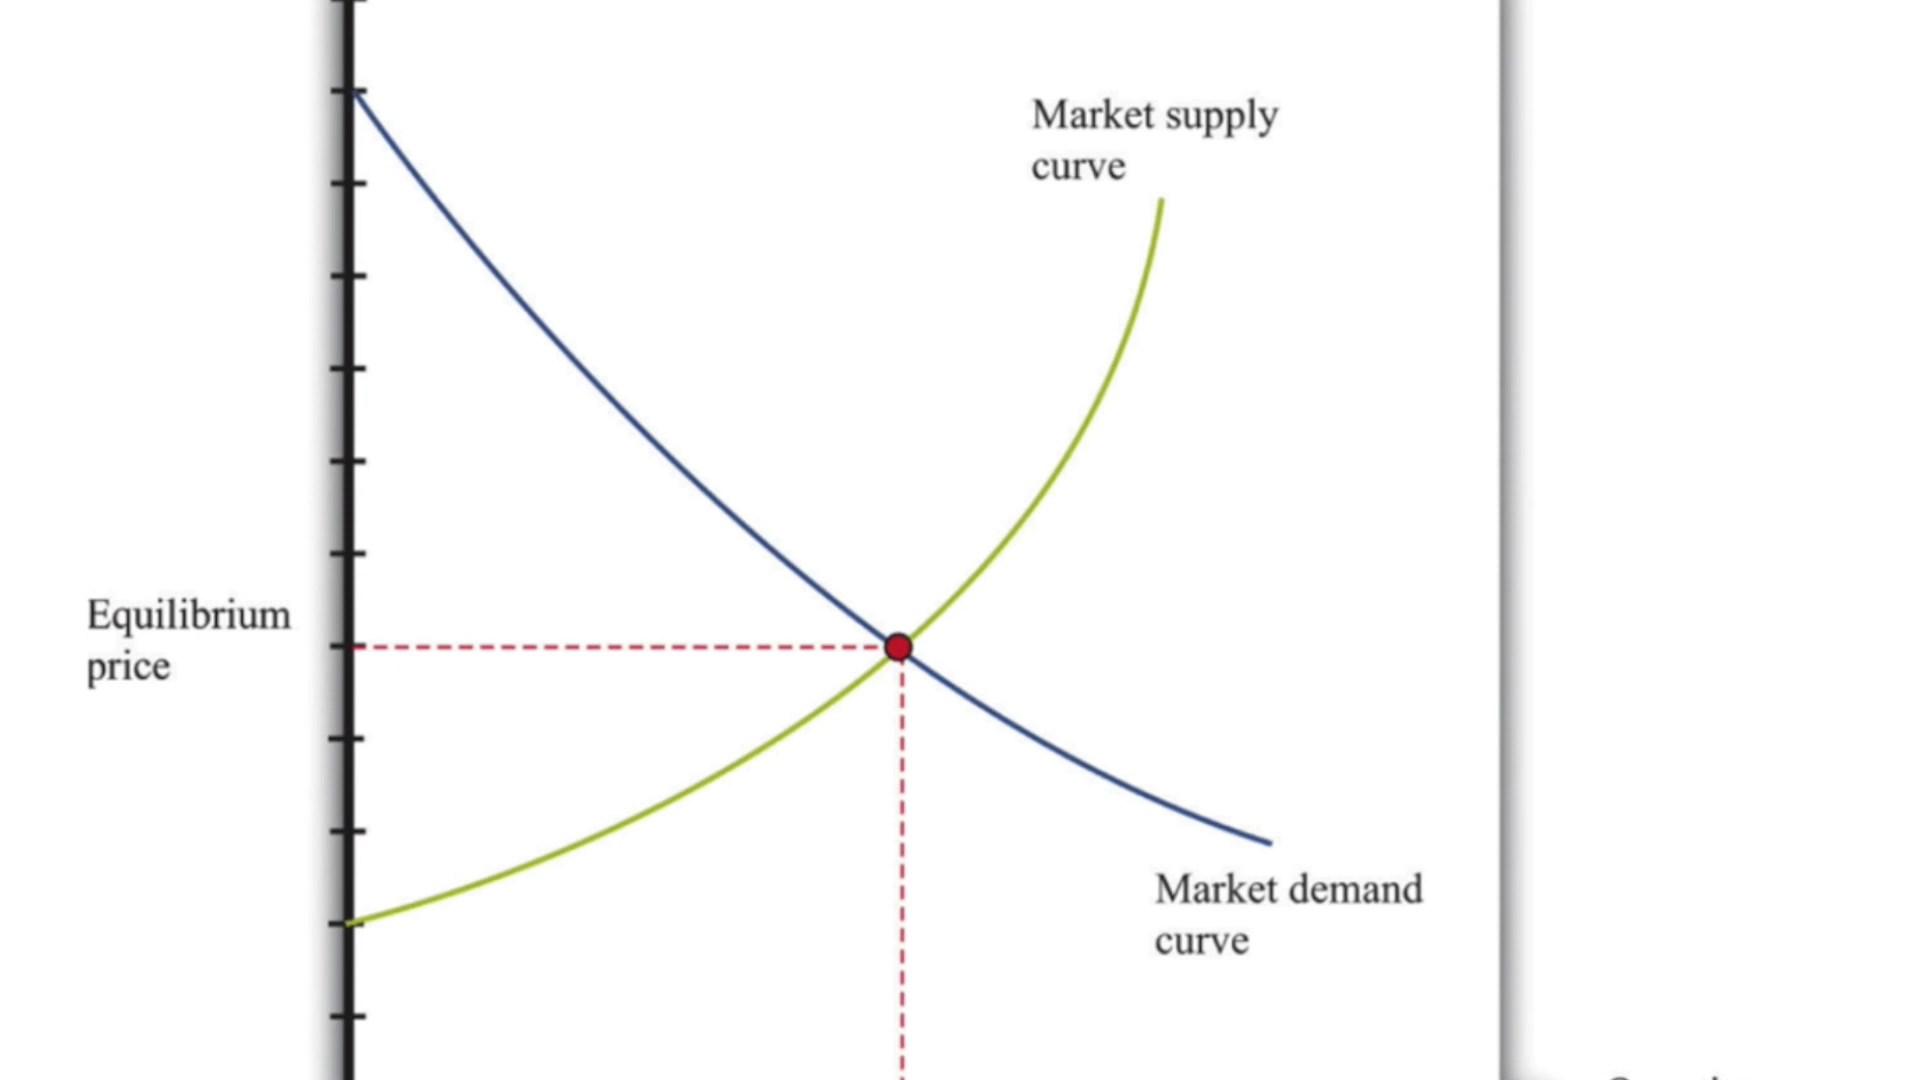 Market supply
curve
Equilibrium
price
Market demand
curve